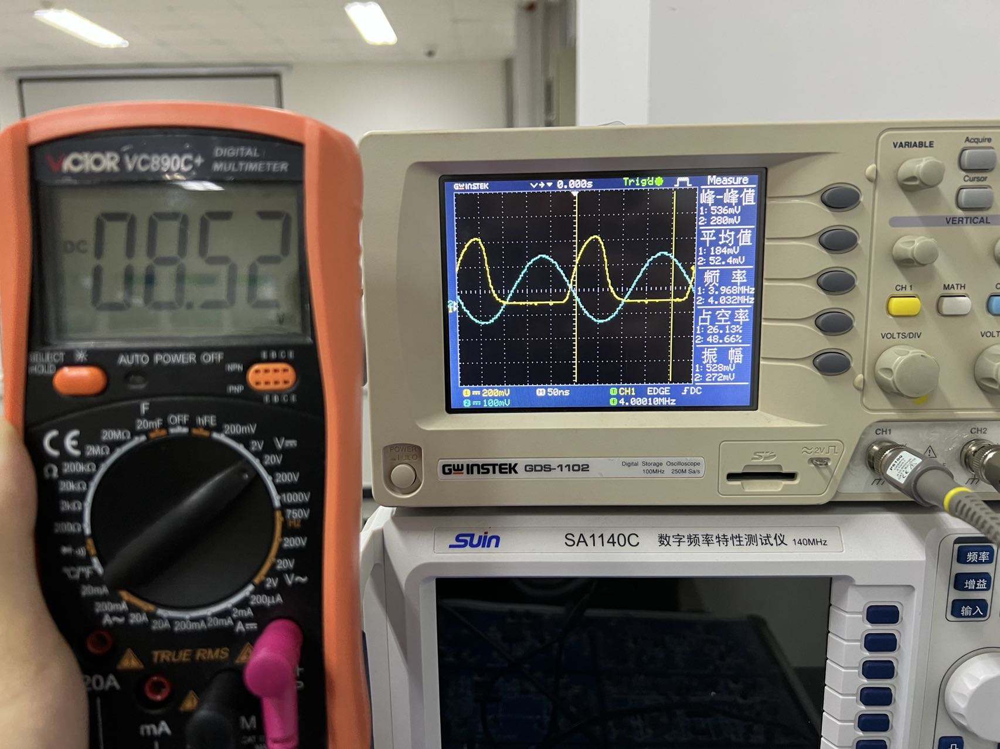 VICTOR VC890C+ DIGITAL MULTIMETER
DC 08.52 V
SELECT
HOLD
AUTO POWER OFF
E B C E
NPN
PNP
E B C E
F
20mF
OFF
hFE
200mV
2V
V⎓
20V
200V
1000V
750V
Hz
200V
20V
2V
V~
200μA
2mA
A⎓
20mA
200mA
20A
20A
A~
200mA
20mA
℃/℉
200Ω
2kΩ
20kΩ
200kΩ
Ω
2MΩ
20MΩ
CE
TRUE RMS
20A
mA
GWINSTEK
0.000s
Trig'd
Measure
峰-峰值
1: 536mV
2: 280mV
平均值
1: 184mV
2: 52.4mV
频 率
1: 3.968MHz
2: 4.032MHz
占空率
1: 26.13%
2: 48.66%
振 幅
1: 528mV
2: 272mV
1 200mV
M 50ns
T CH1 EDGE DC
2 100mV
f 4.00010MHz
POWER
GWINSTEK GDS-1102
Digital Storage Oscilloscope
100MHz 250M Sa/s
SD
≈2V
VARIABLE
Acquire
Cursor
VERTICAL
CH 1
MATH
VOLTS/DIV
VOLT
CH1
CH2
P6100
Suin
SA1140C 数字频率特性测试仪 140MHz
频率
增益
输入